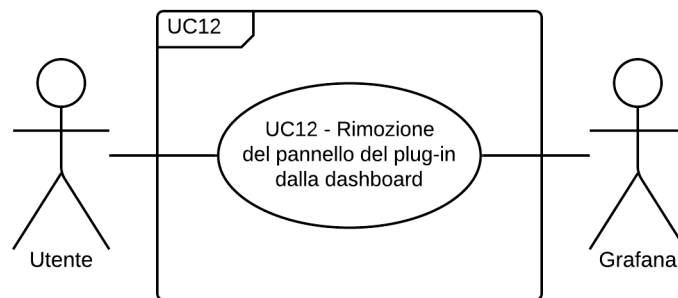 UC12
UC12 - Rimozione
del pannello del plug-in
dalla dashboard
Utente
Grafana